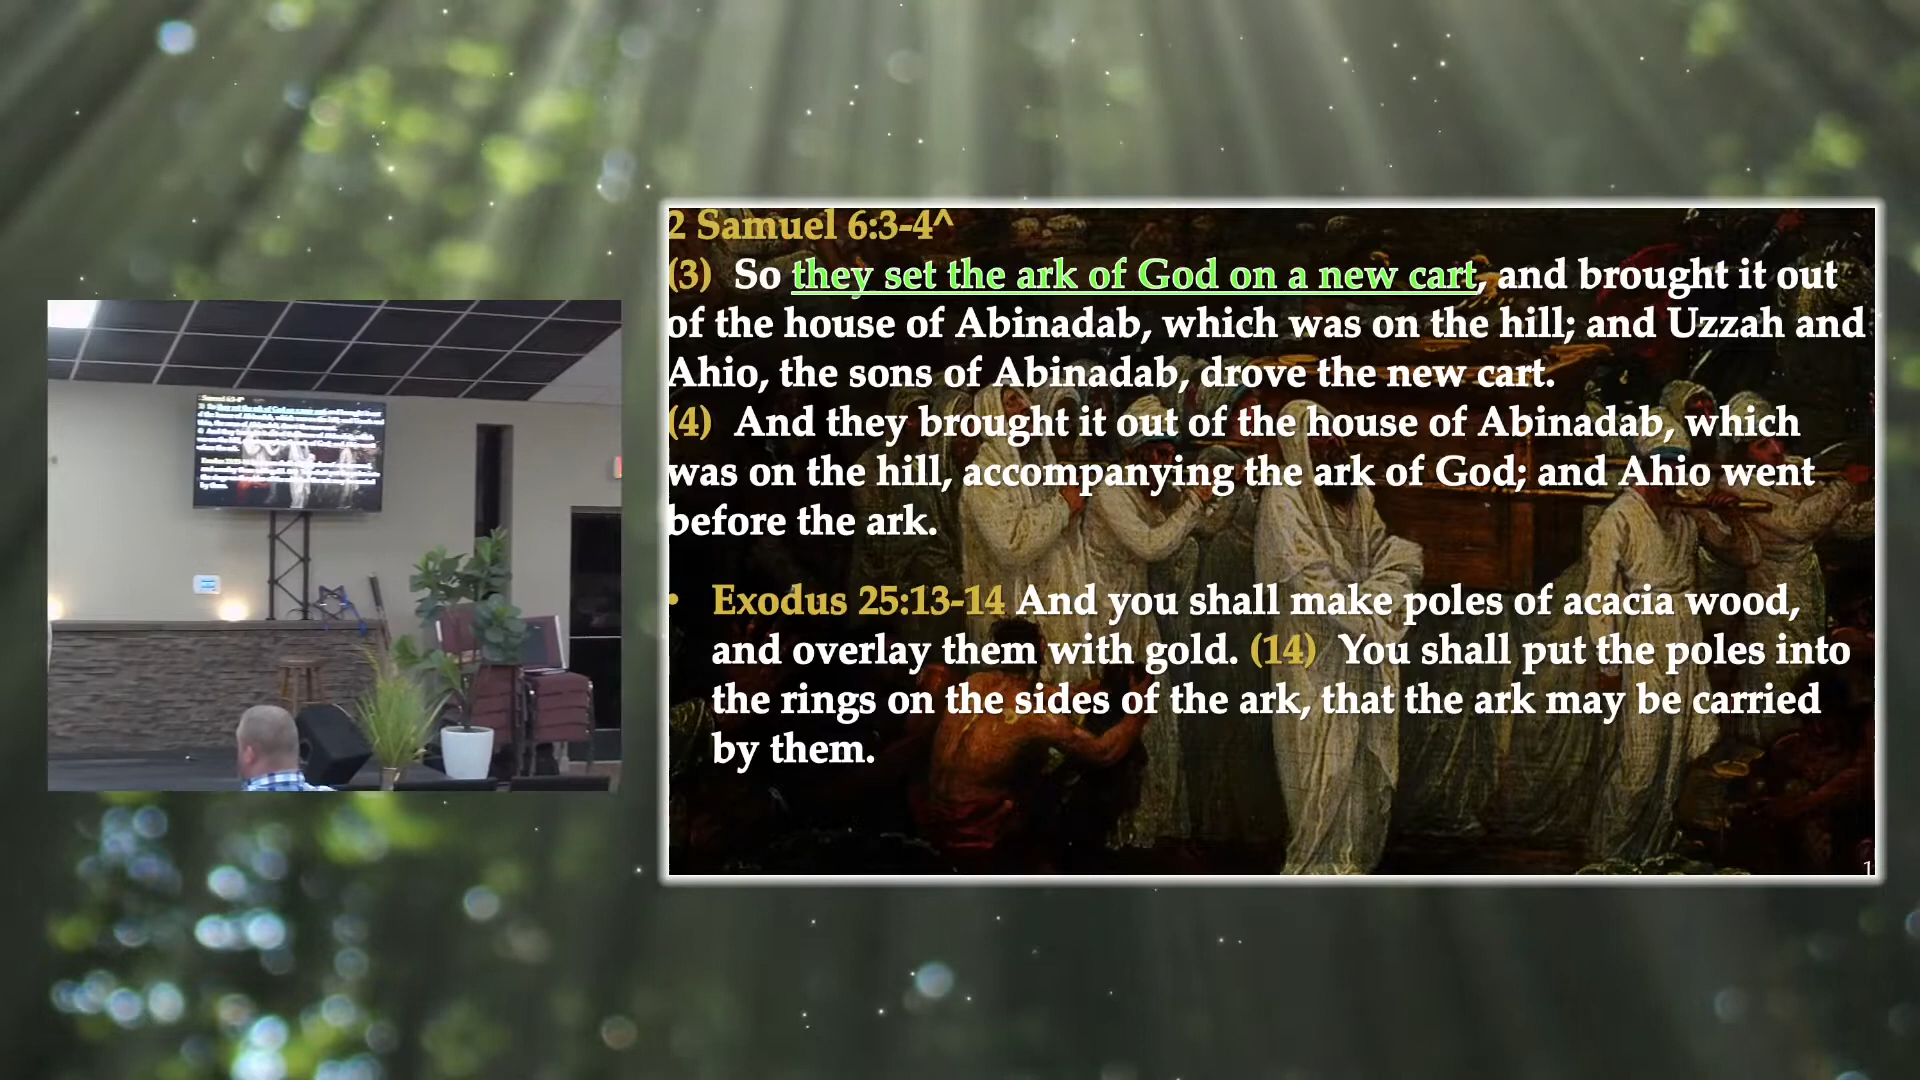 2 Samuel 6:3-4^
(3) So they set the ark of God on a new cart, and brought it out
of the house of Abinadab, which was on the hill; and Uzzah and
Ahio, the sons of Abinadab, drove the new cart.
(4) And they brought it out of the house of Abinadab, which
was on the hill, accompanying the ark of God; and Ahio went
before the ark.
• Exodus 25:13-14 And you shall make poles of acacia wood,
and overlay them with gold. (14) You shall put the poles into
the rings on the sides of the ark, that the ark may be carried
by them.
1